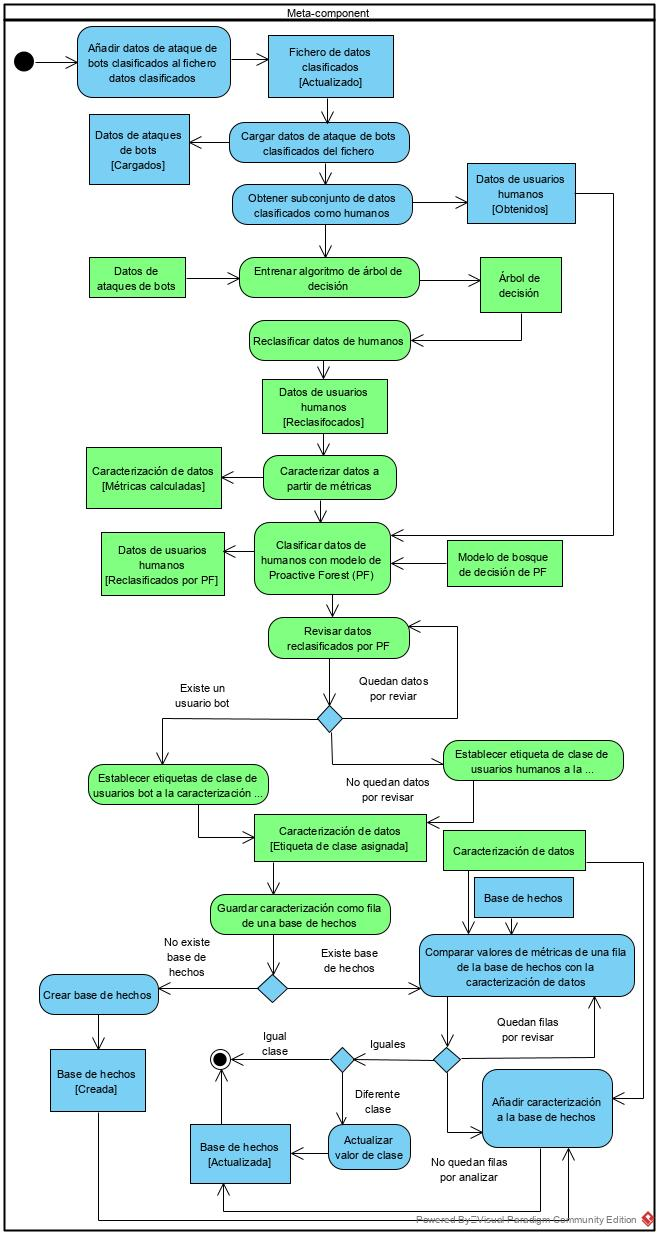 Meta-component
Añadir datos de ataque de
bots clasificados al fichero
datos clasificados
Fichero de datos
clasificados
[Actualizado]
Datos de ataques
de bots
[Cargados]
Cargar datos de ataque de bots
clasificados del fichero
Obtener subconjunto de datos
clasificados como humanos
Datos de usuarios
humanos
[Obtenidos]
Datos de
ataques de bots
Entrenar algoritmo de árbol de
decisión
Árbol de
decisión
Reclasificar datos de humanos
Datos de usuarios
humanos
[Reclasifocados]
Caracterización de datos
[Métricas calculadas]
Caracterizar datos a
partir de métricas
Datos de usuarios
humanos
[Reclasificados por PF]
Clasificar datos de
humanos con modelo de
Proactive Forest (PF)
Modelo de bosque
de decisión de PF
Revisar datos
reclasificados por PF
Existe un
usuario bot
Quedan datos
por reviar
No quedan datos
por revisar
Establecer etiquetas de clase de
usuarios bot a la caracterización ...
Establecer etiqueta de clase de
usuarios humanos a la ...
Caracterización de datos
[Etiqueta de clase asignada]
Caracterización de datos
Base de hechos
Guardar caracterización como fila
de una base de hechos
No existe
base de
hechos
Existe base
de hechos
Comparar valores de métricas de una fila
de la base de hechos con la
caracterización de datos
Crear base de hechos
Quedan filas
por revisar
Igual
clase
Iguales
Base de hechos
[Creada]
Diferente
clase
Añadir caracterización
a la base de hechos
Base de hechos
[Actualizada]
Actualizar
valor de clase
No quedan filas
por analizar
Powered By Visual Paradigm Community Edition